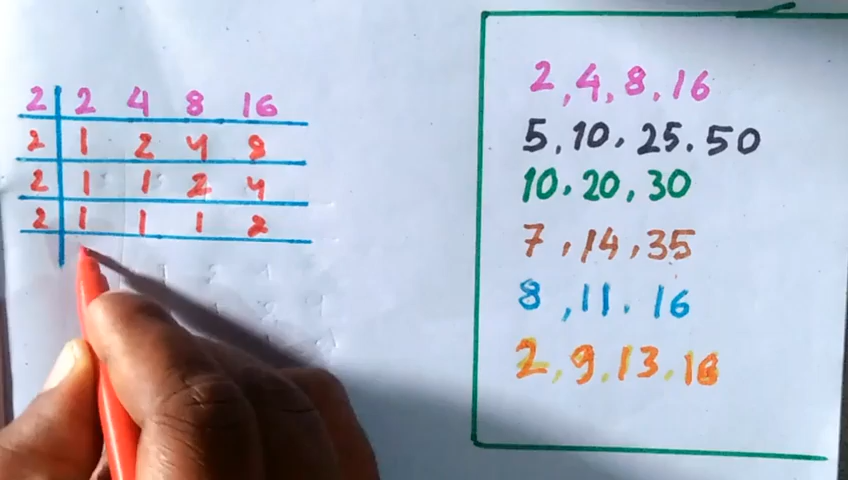 2 2 4 8 16
2 1 2 4 8
2 1 1 2 4
2 1 1 1 2
2, 4, 8, 16
5, 10, 25, 50
10, 20, 30
7, 14, 35
8, 11, 16
2, 9, 13, 16